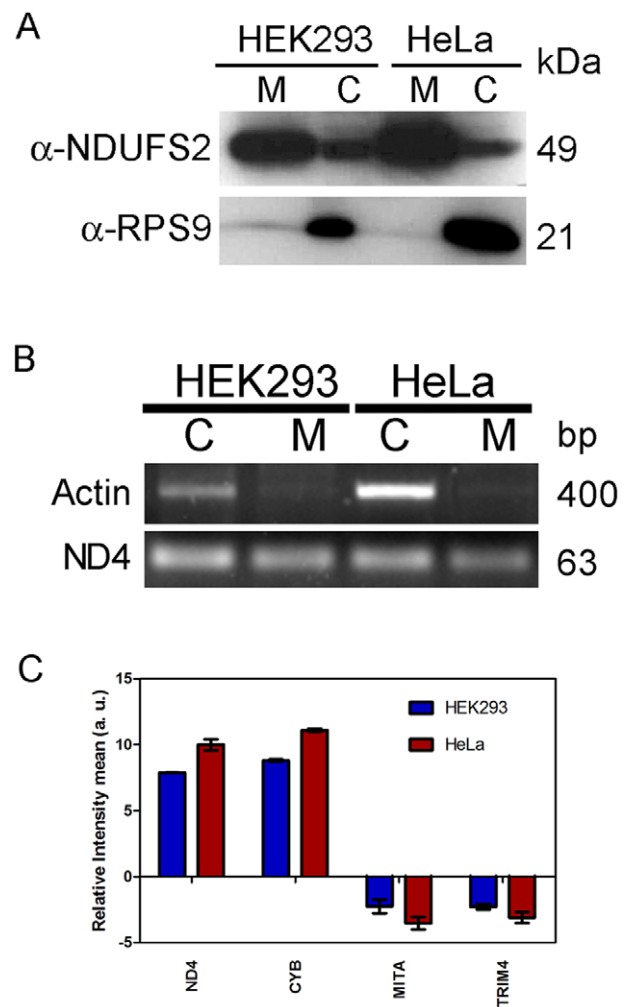 A
HEK293 HeLa
M C M C kDa
α-NDUFS2 49
α-RPS9 21
B
HEK293 HeLa
C M C M bp
Actin 400
ND4 63
C
Relative Intensity mean (a. u.)
15
10
5
0
-5
HEK293
HeLa
ND4 CYB MITA TRIM4